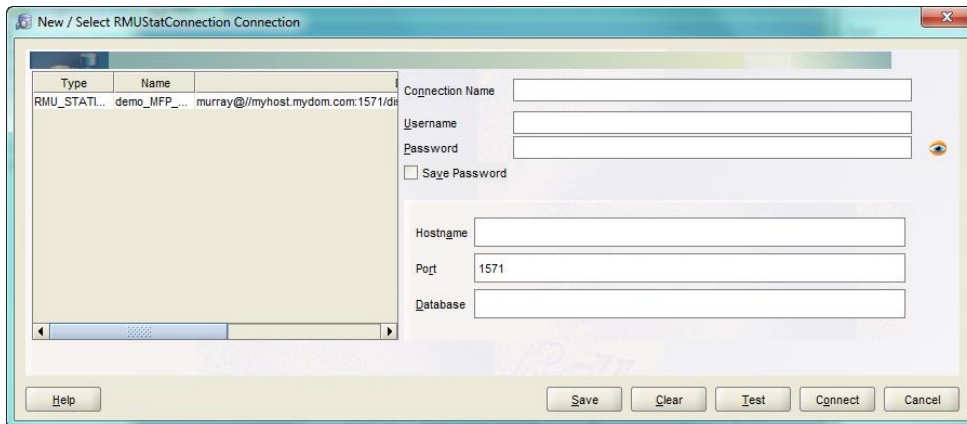 New / Select RMUStatConnection Connection
Type Name
RMU_STATI... demo_MFP_... murray@//myhost.mydom.com:1571/di
Connection Name
Username
Password
Save Password
Hostname
Port 1571
Database
Help Save Clear Test Connect Cancel